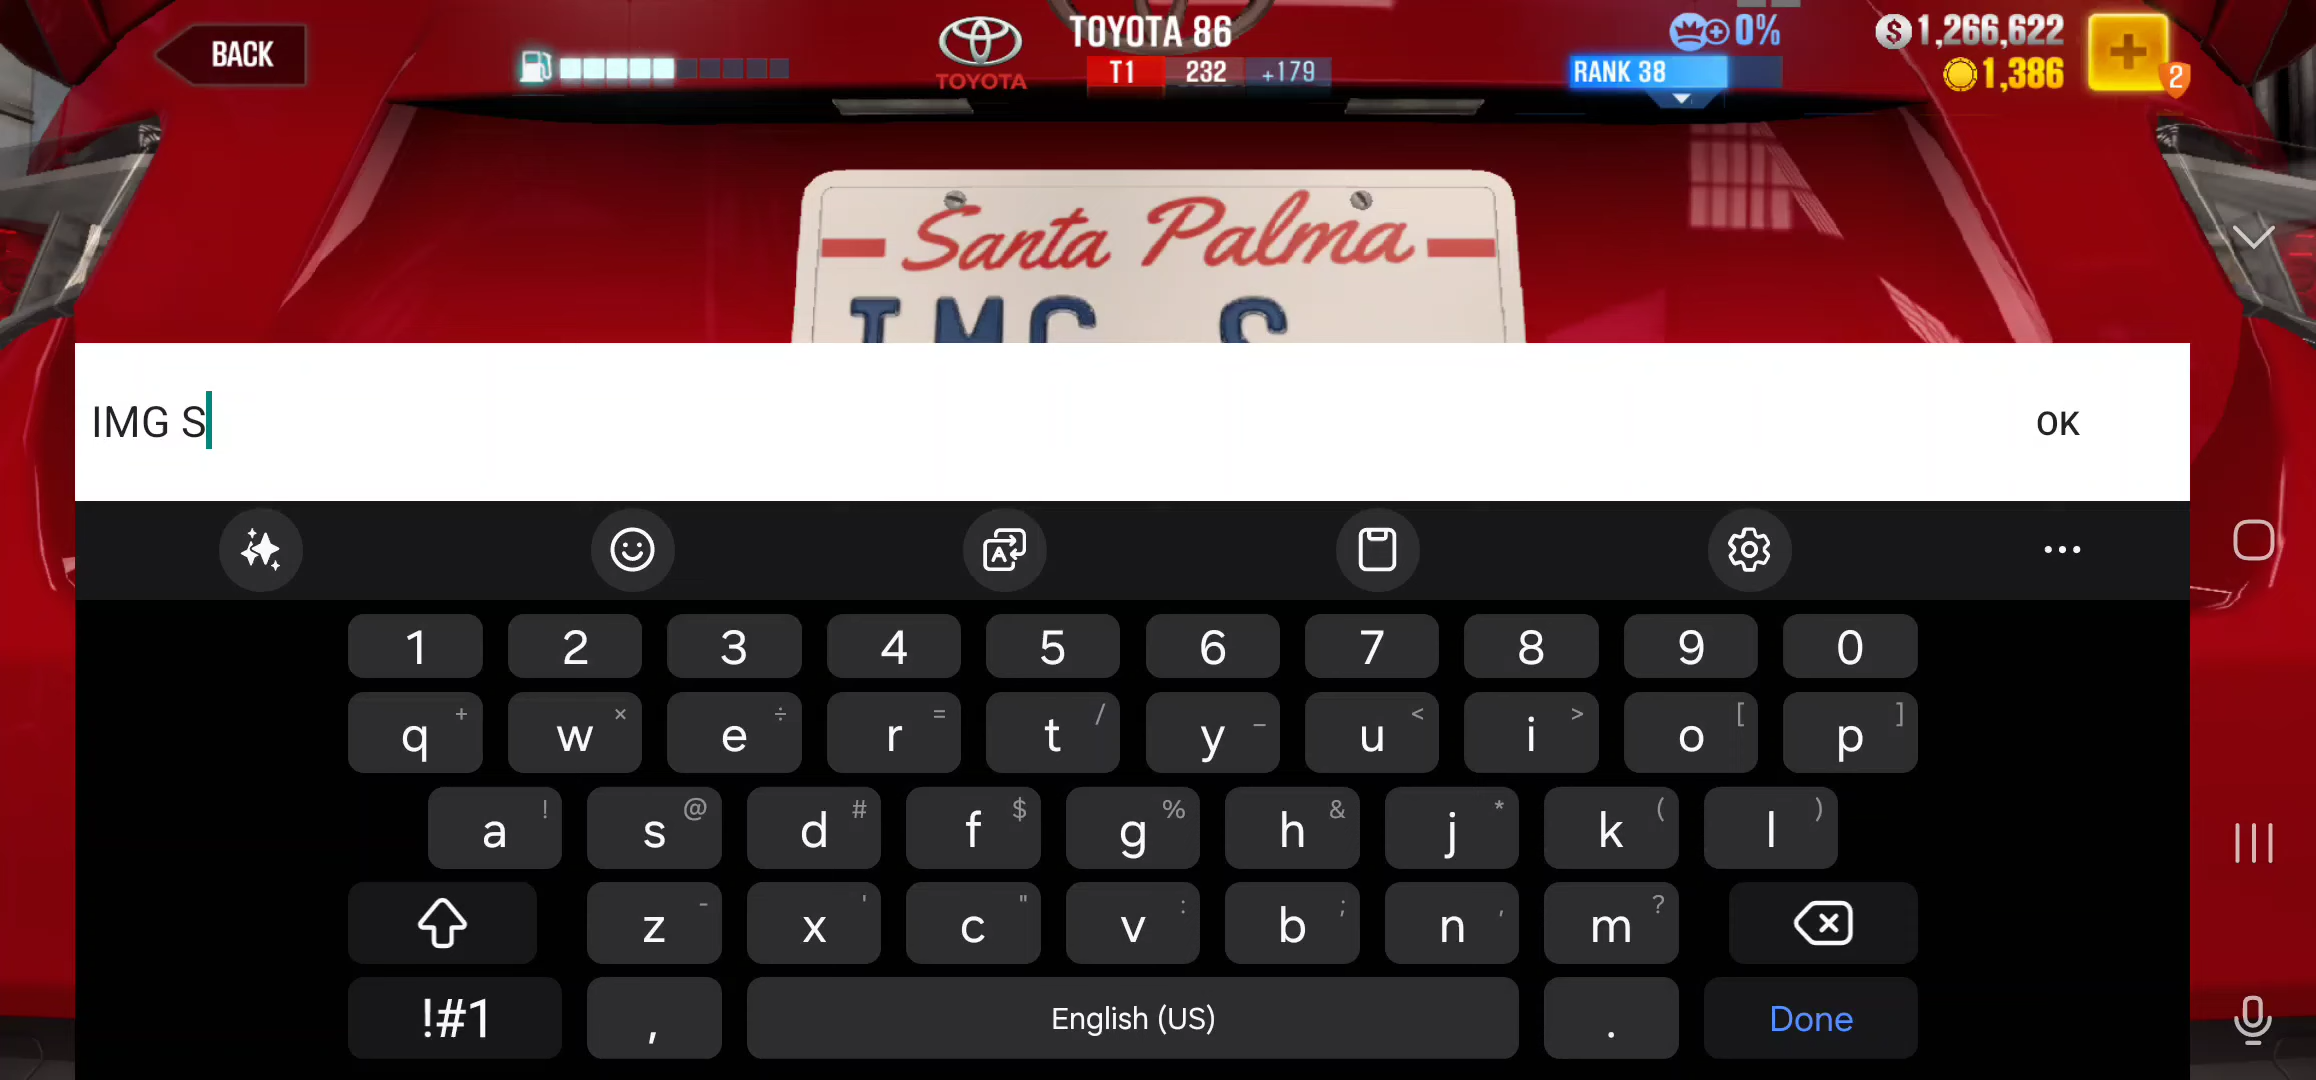 BACK
TOYOTA
TOYOTA 86
T1 232 +179
0%
RANK 38
$ 1,266,622
1,386
+
2
Santa Palma
IMG S
IMG S
OK
A
1 2 3 4 5 6 7 8 9 0
q + w × e ÷ r = t / y _ u < i > o [ p ]
a ! s @ d # f $ g % h & j * k ( l )
z - x ' c " v : b ; n , m ?
!#1 , English (US) . Done